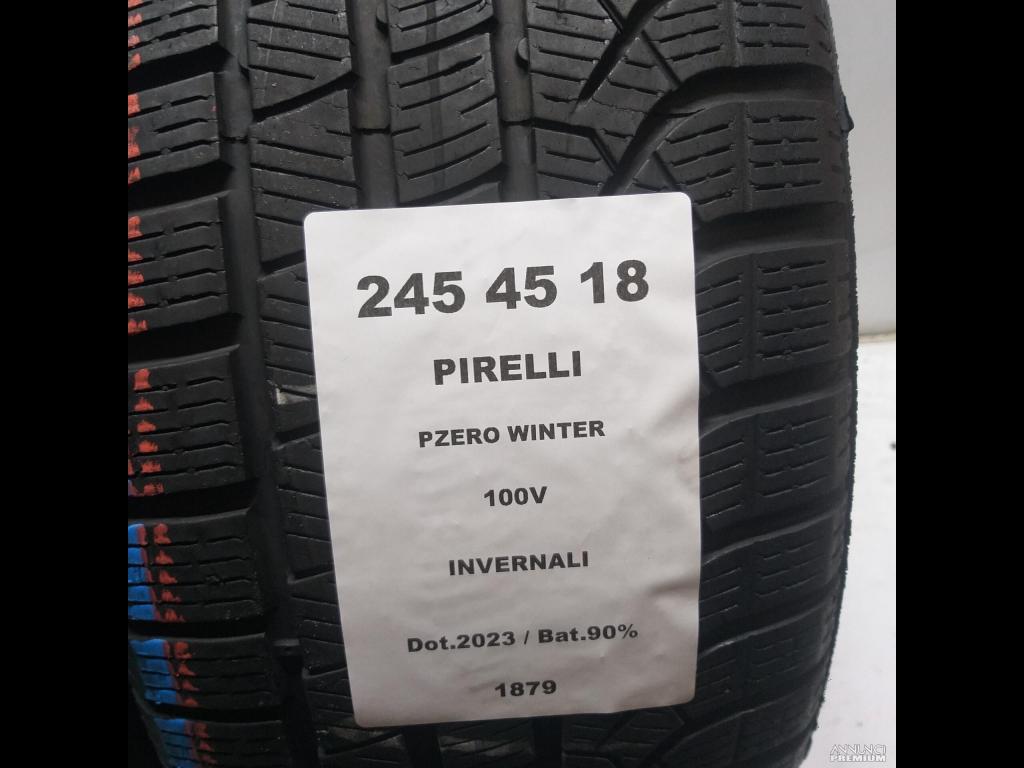 245 45 18
PIRELLI
PZERO WINTER
100V
INVERNALI
Dot.2023 / Bat.90%
1879
ANNUNCI
PREMIUM